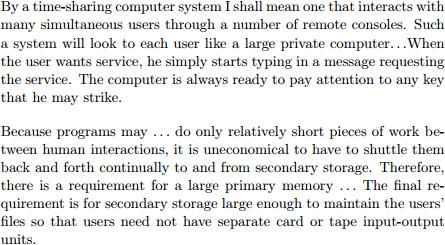 By a time-sharing computer system I shall mean one that interacts with
many simultaneous users through a number of remote consoles. Such
a system will look to each user like a large private computer...When
the user wants service, he simply starts typing in a message requesting
the service. The computer is always ready to pay attention to any key
that he may strike.
Because programs may ... do only relatively short pieces of work be-
tween human interactions, it is uneconomical to have to shuttle them
back and forth continually to and from secondary storage. Therefore,
there is a requirement for a large primary memory ... The final re-
quirement is for secondary storage large enough to maintain the users'
files so that users need not have separate card or tape input-output
units.